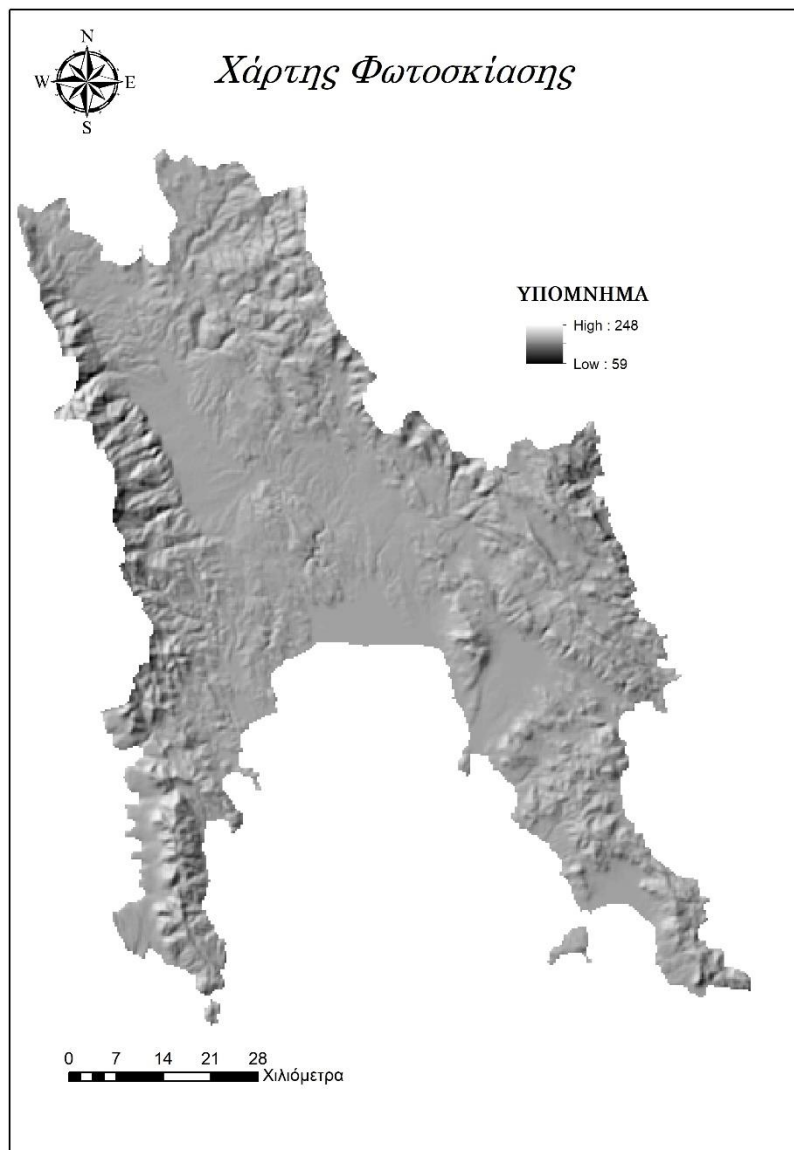 N
W E
S
Χάρτης Φωτοσκίασης
ΥΠΟΜΝΗΜΑ
High : 248
Low : 59
0 7 14 21 28
Χιλιόμετρα